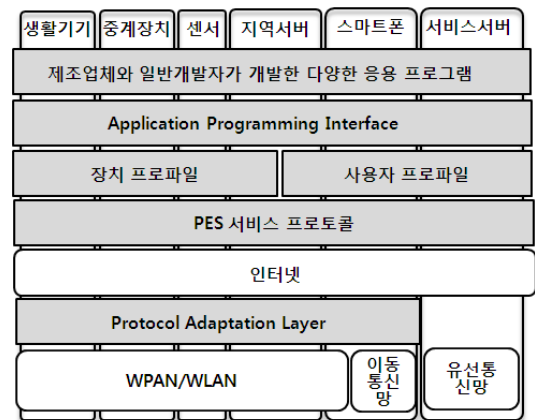 생활기기 중계장치 센서 지역서버 스마트폰 서비스서버
제조업체와 일반개발자가 개발한 다양한 응용 프로그램
Application Programming Interface
장치 프로파일 사용자 프로파일
PES 서비스 프로토콜
인터넷
Protocol Adaptation Layer
WPAN/WLAN
이동
통신
망
유선통
신망